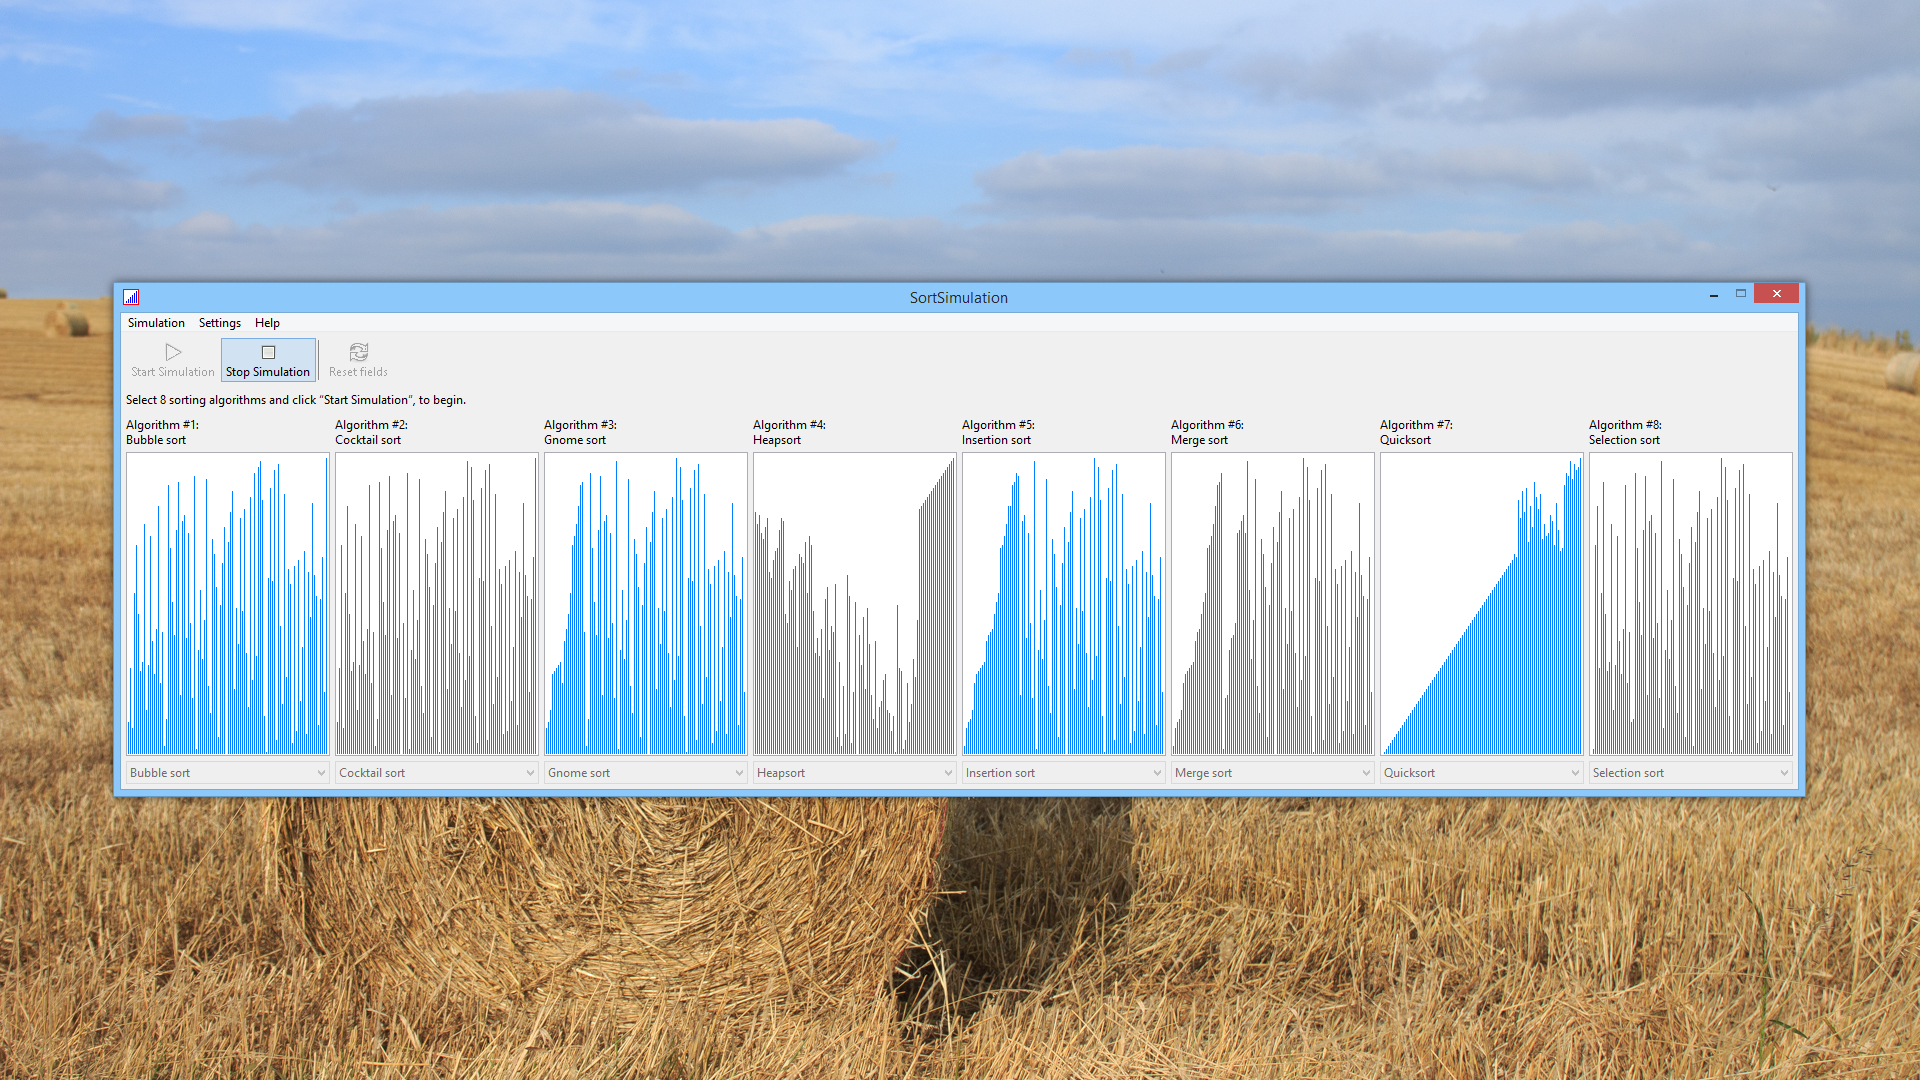 SortSimulation
Simulation Settings Help
Start Simulation Stop Simulation Reset fields
Select 8 sorting algorithms and click “Start Simulation“, to begin.
Algorithm #1: Algorithm #2: Algorithm #3: Algorithm #4: Algorithm #5: Algorithm #6: Algorithm #7: Algorithm #8:
Bubble sort Cocktail sort Gnome sort Heapsort Insertion sort Merge sort Quicksort Selection sort
Bubble sort Cocktail sort Gnome sort Heapsort Insertion sort Merge sort Quicksort Selection sort